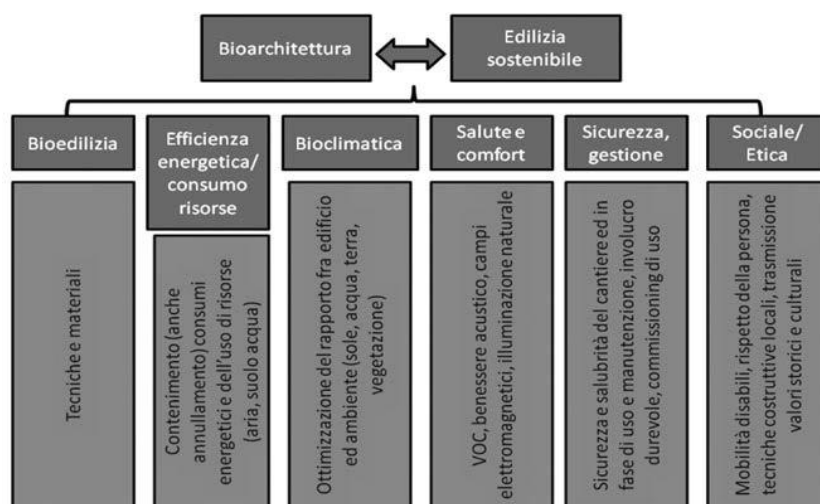 Bioarchitettura
Edilizia
sostenibile
Bioedilizia
Efficienza
energetica/
consumo
risorse
Bioclimatica
Salute e
comfort
Sicurezza,
gestione
Sociale/
Etica
Tecniche e materiali
Contenimento (anche
annullamento) consumi
energetici e dell'uso di risorse
(aria, suolo acqua)
Ottimizzazione del rapporto fra edificio
ed ambiente (sole, acqua, terra,
vegetazione)
VOC, benessere acustico, campi
elettromagnetici, illuminazione naturale
Sicurezza e salubrità del cantiere ed in
fase di uso e manutenzione, involucro
durevole, commissioning di uso
Mobilità disabili, rispetto della persona,
tecniche costruttive locali, trasmissione
valori storici e culturali